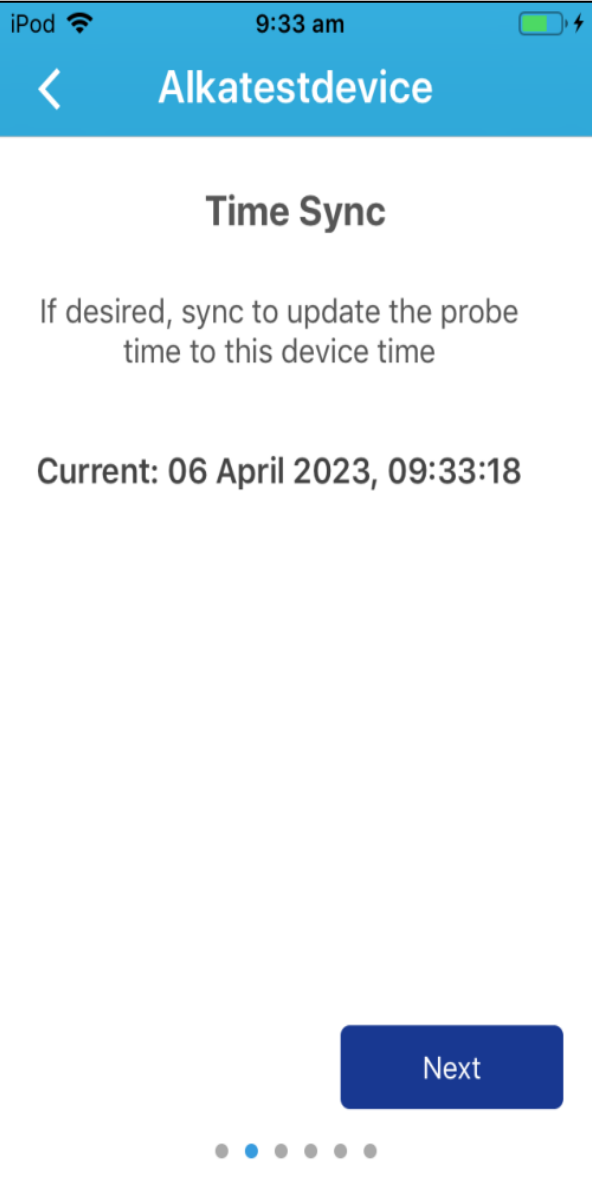 iPod 9:33 am
Alkatestdevice
Time Sync
If desired, sync to update the probe
time to this device time
Current: 06 April 2023, 09:33:18
Next